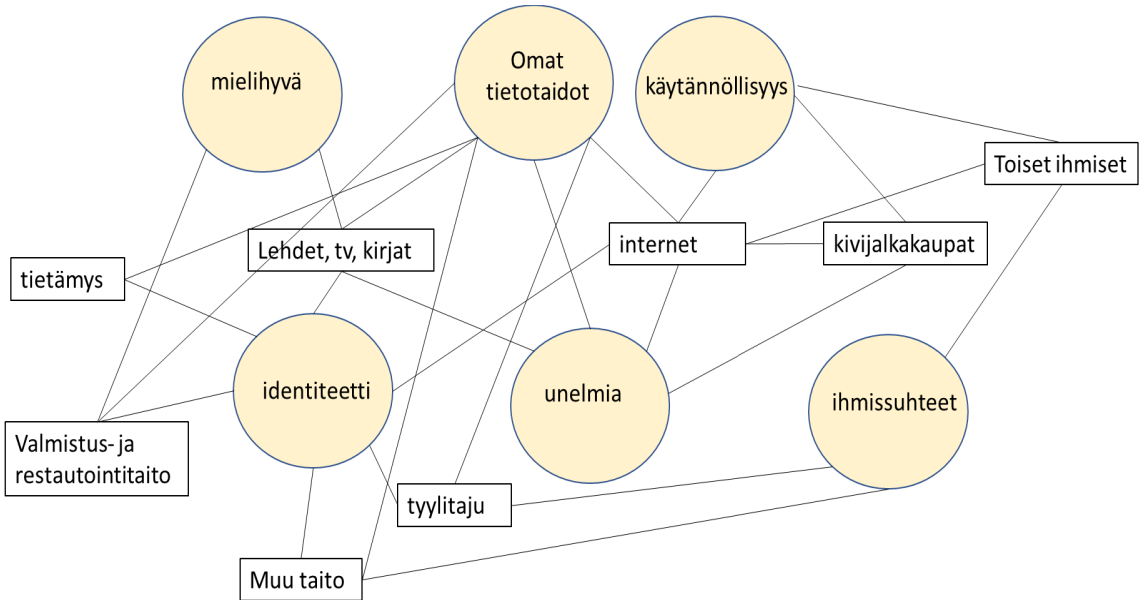 mielihyvä
Omat
tietotaidot
käytännöllisyys
Toiset ihmiset
Lehdet, tv, kirjat
internet
kivijalkakaupat
tietämys
identiteetti
unelmia
ihmissuhteet
Valmistus- ja
restautointitaito
tyylitaju
Muu taito